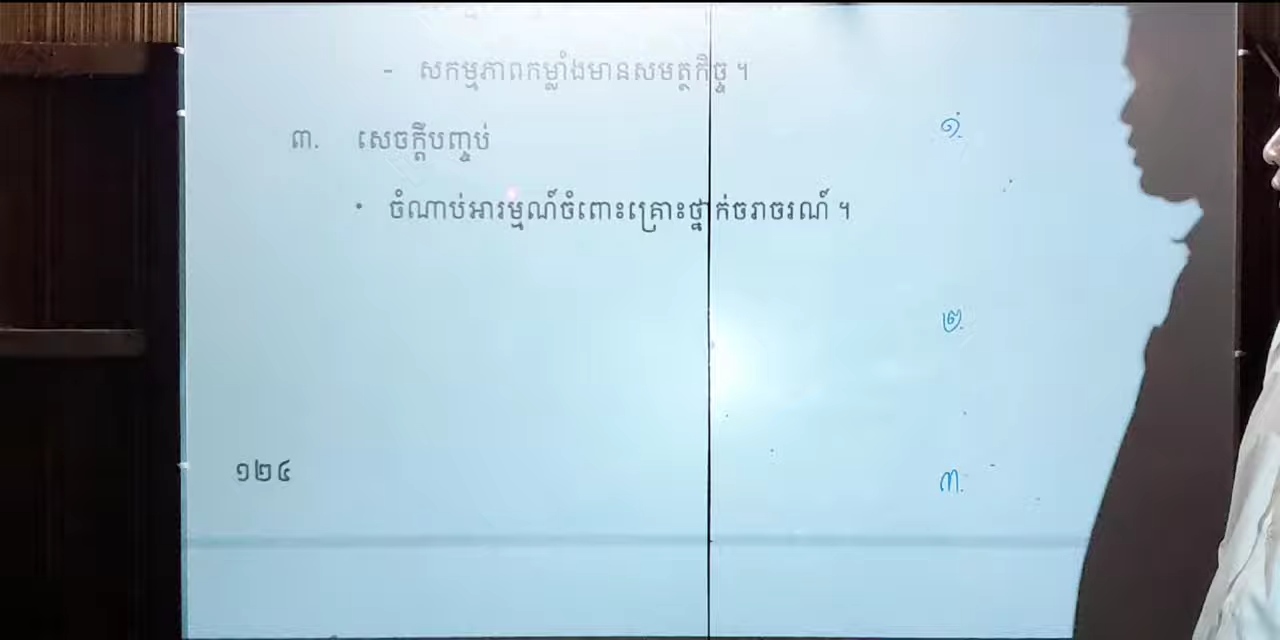 - សកម្មភាពកម្លាំងមានសមត្ថកិច្ច ។
៣. សេចក្ដីបញ្ចប់
• ចំណាប់អារម្មណ៍ចំពោះគ្រោះថ្នាក់ចរាចរណ៍ ។
១២៤
១.
២.
៣.